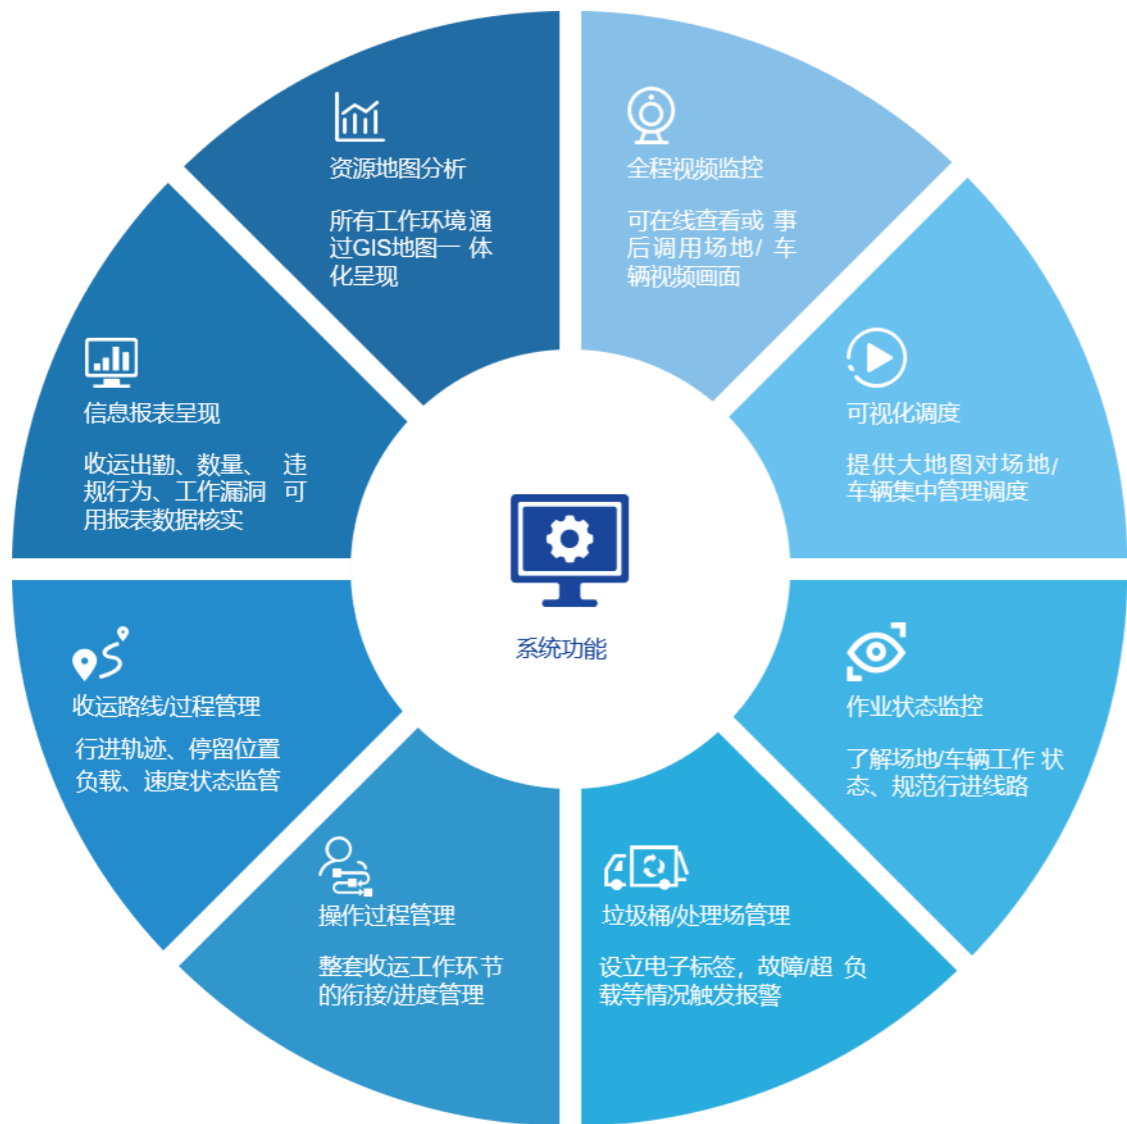 资源地图分析
所有工作环境通
过GIS地图一 体
化呈现
全程视频监控
可在线查看或 事
后调用场地/ 车
辆视频画面
可视化调度
提供大地图对场地/
车辆集中管理调度
作业状态监控
了解场地/车辆工作 状
态、规范行进线路
垃圾桶/处理场管理
设立电子标签，故障/超 负
载等情况触发报警
操作过程管理
整套收运工作环节
的衔接/进度管理
收运路线/过程管理
行进轨迹、停留位置
负载、速度状态监管
信息报表呈现
收运出勤、数量、 违
规行为、工作漏洞 可
用报表数据核实
系统功能